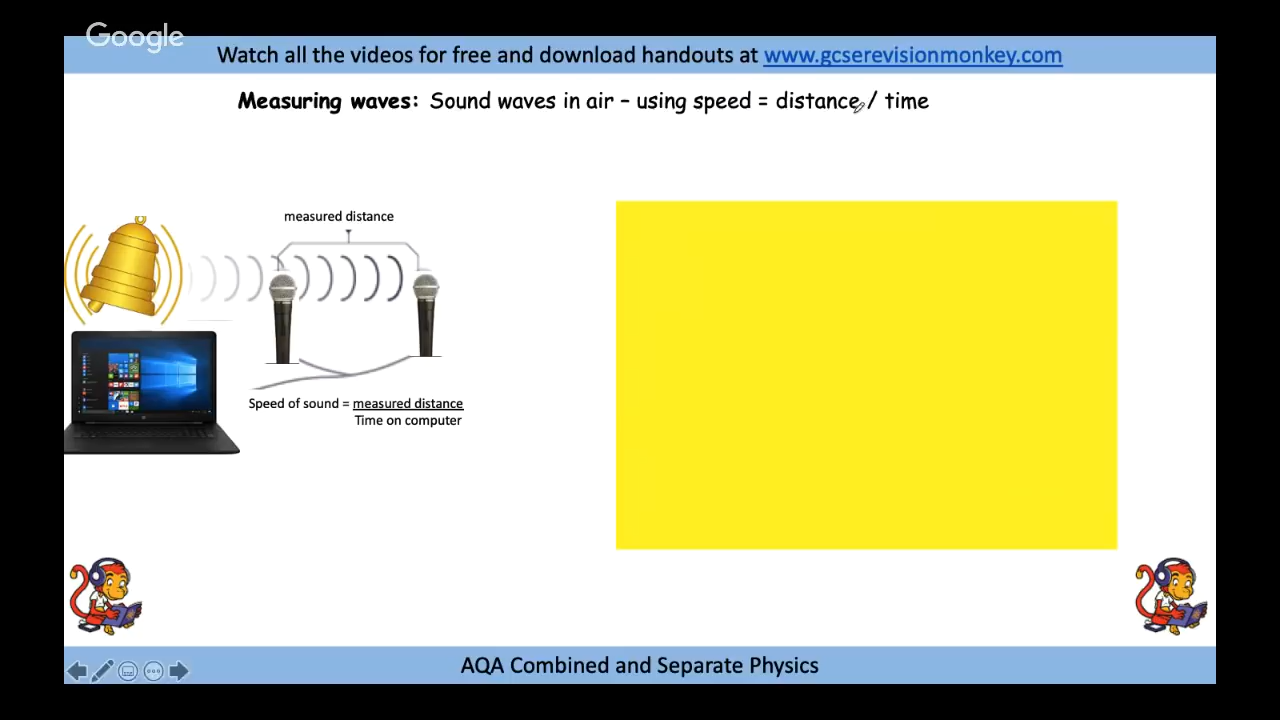 Google
Watch all the videos for free and download handouts at www.gcserevisionmonkey.com
Measuring waves: Sound waves in air – using speed = distance / time
measured distance
Speed of sound = measured distance
Time on computer
AQA Combined and Separate Physics